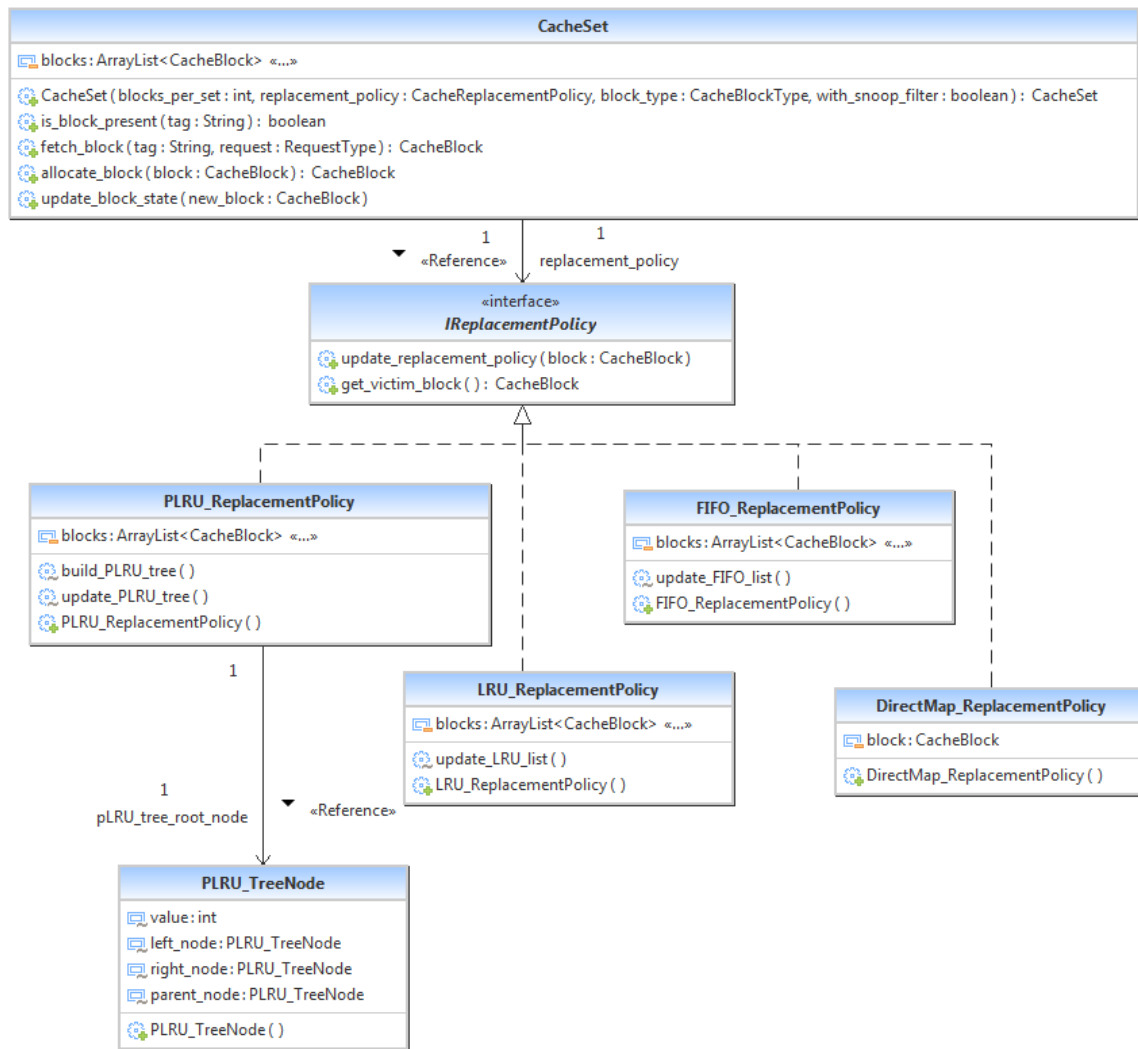 CacheSet
blocks : ArrayList<CacheBlock> «...»
CacheSet ( blocks_per_set : int, replacement_policy : CacheReplacementPolicy, block_type : CacheBlockType, with_snoop_filter : boolean ) : CacheSet
is_block_present ( tag : String ) : boolean
fetch_block ( tag : String, request : RequestType ) : CacheBlock
allocate_block ( block : CacheBlock ) : CacheBlock
update_block_state ( new_block : CacheBlock )
1 1
«Reference» replacement_policy
«interface»
IReplacementPolicy
update_replacement_policy ( block : CacheBlock )
get_victim_block ( ) : CacheBlock
PLRU_ReplacementPolicy
blocks : ArrayList<CacheBlock> «...»
build_PLRU_tree ( )
update_PLRU_tree ( )
PLRU_ReplacementPolicy ( )
FIFO_ReplacementPolicy
blocks : ArrayList<CacheBlock> «...»
update_FIFO_list ( )
FIFO_ReplacementPolicy ( )
1
LRU_ReplacementPolicy
blocks : ArrayList<CacheBlock> «...»
update_LRU_list ( )
LRU_ReplacementPolicy ( )
DirectMap_ReplacementPolicy
block : CacheBlock
DirectMap_ReplacementPolicy ( )
1
pLRU_tree_root_node «Reference»
PLRU_TreeNode
value : int
left_node : PLRU_TreeNode
right_node : PLRU_TreeNode
parent_node : PLRU_TreeNode
PLRU_TreeNode ( )